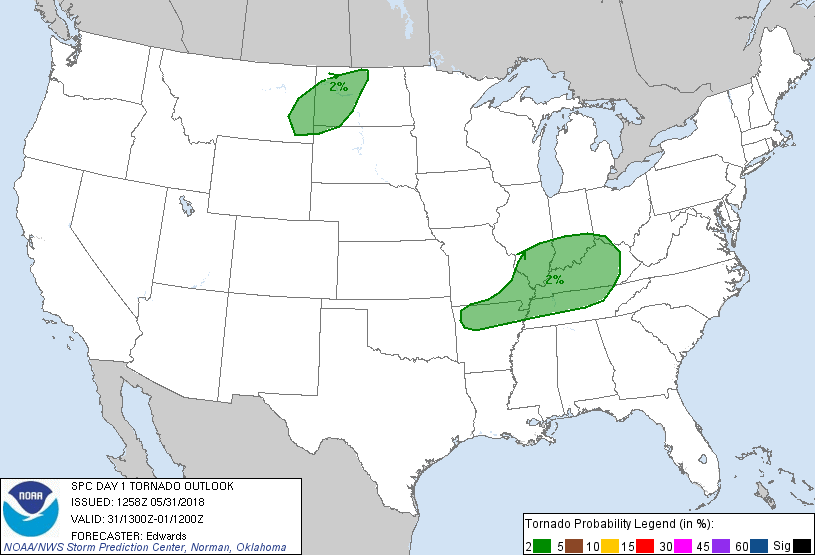 2%
2%
NOAA
SPC DAY 1 TORNADO OUTLOOK
ISSUED: 1258Z 05/31/2018
VALID: 31/1300Z-01/1200Z
FORECASTER: Edwards
NOAA/NWS Storm Prediction Center, Norman, Oklahoma
Tornado Probability Legend (in %):
2 5 10 15 30 45 60 Sig